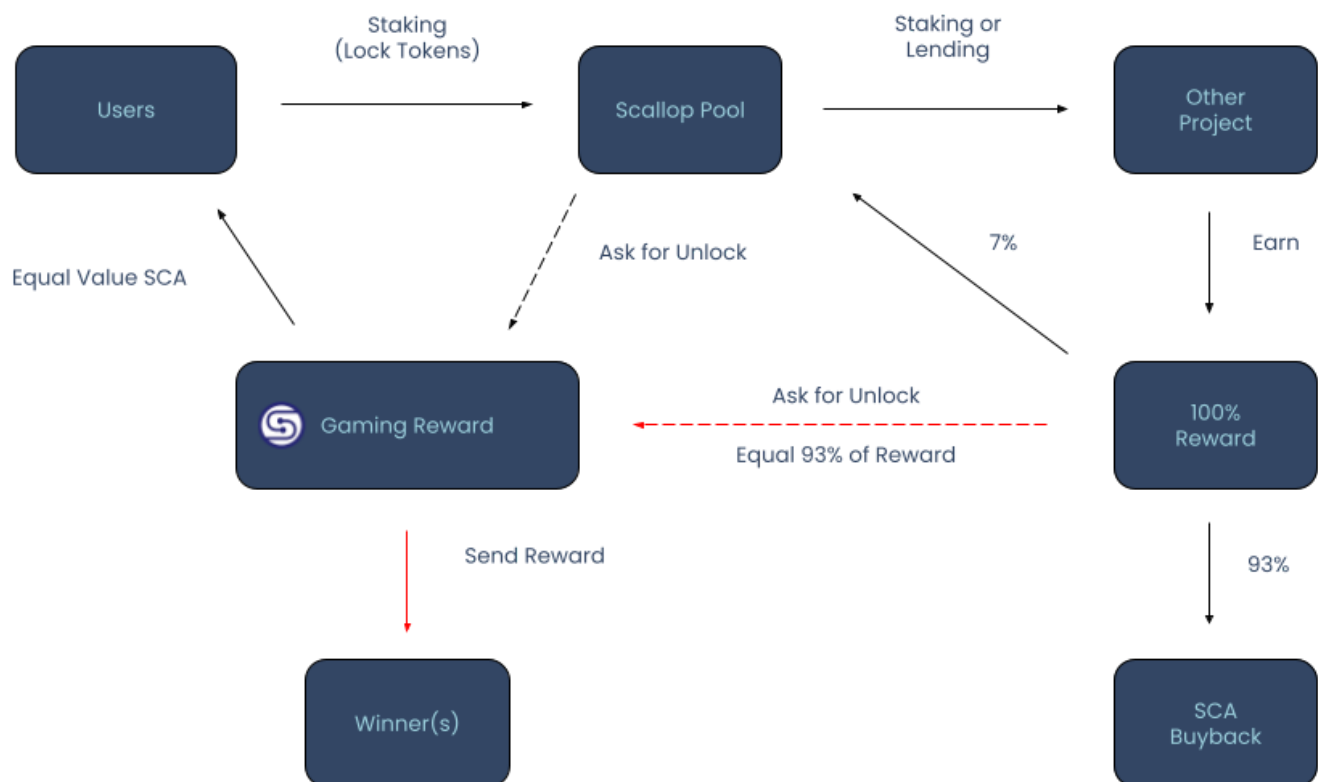 Staking
(Lock Tokens)
Staking or
Lending
Users
Scallop Pool
Other
Project
Equal Value SCA
Ask for Unlock
7%
Earn
Gaming Reward
Ask for Unlock
Equal 93% of Reward
100%
Reward
Send Reward
93%
Winner(s)
SCA
Buyback